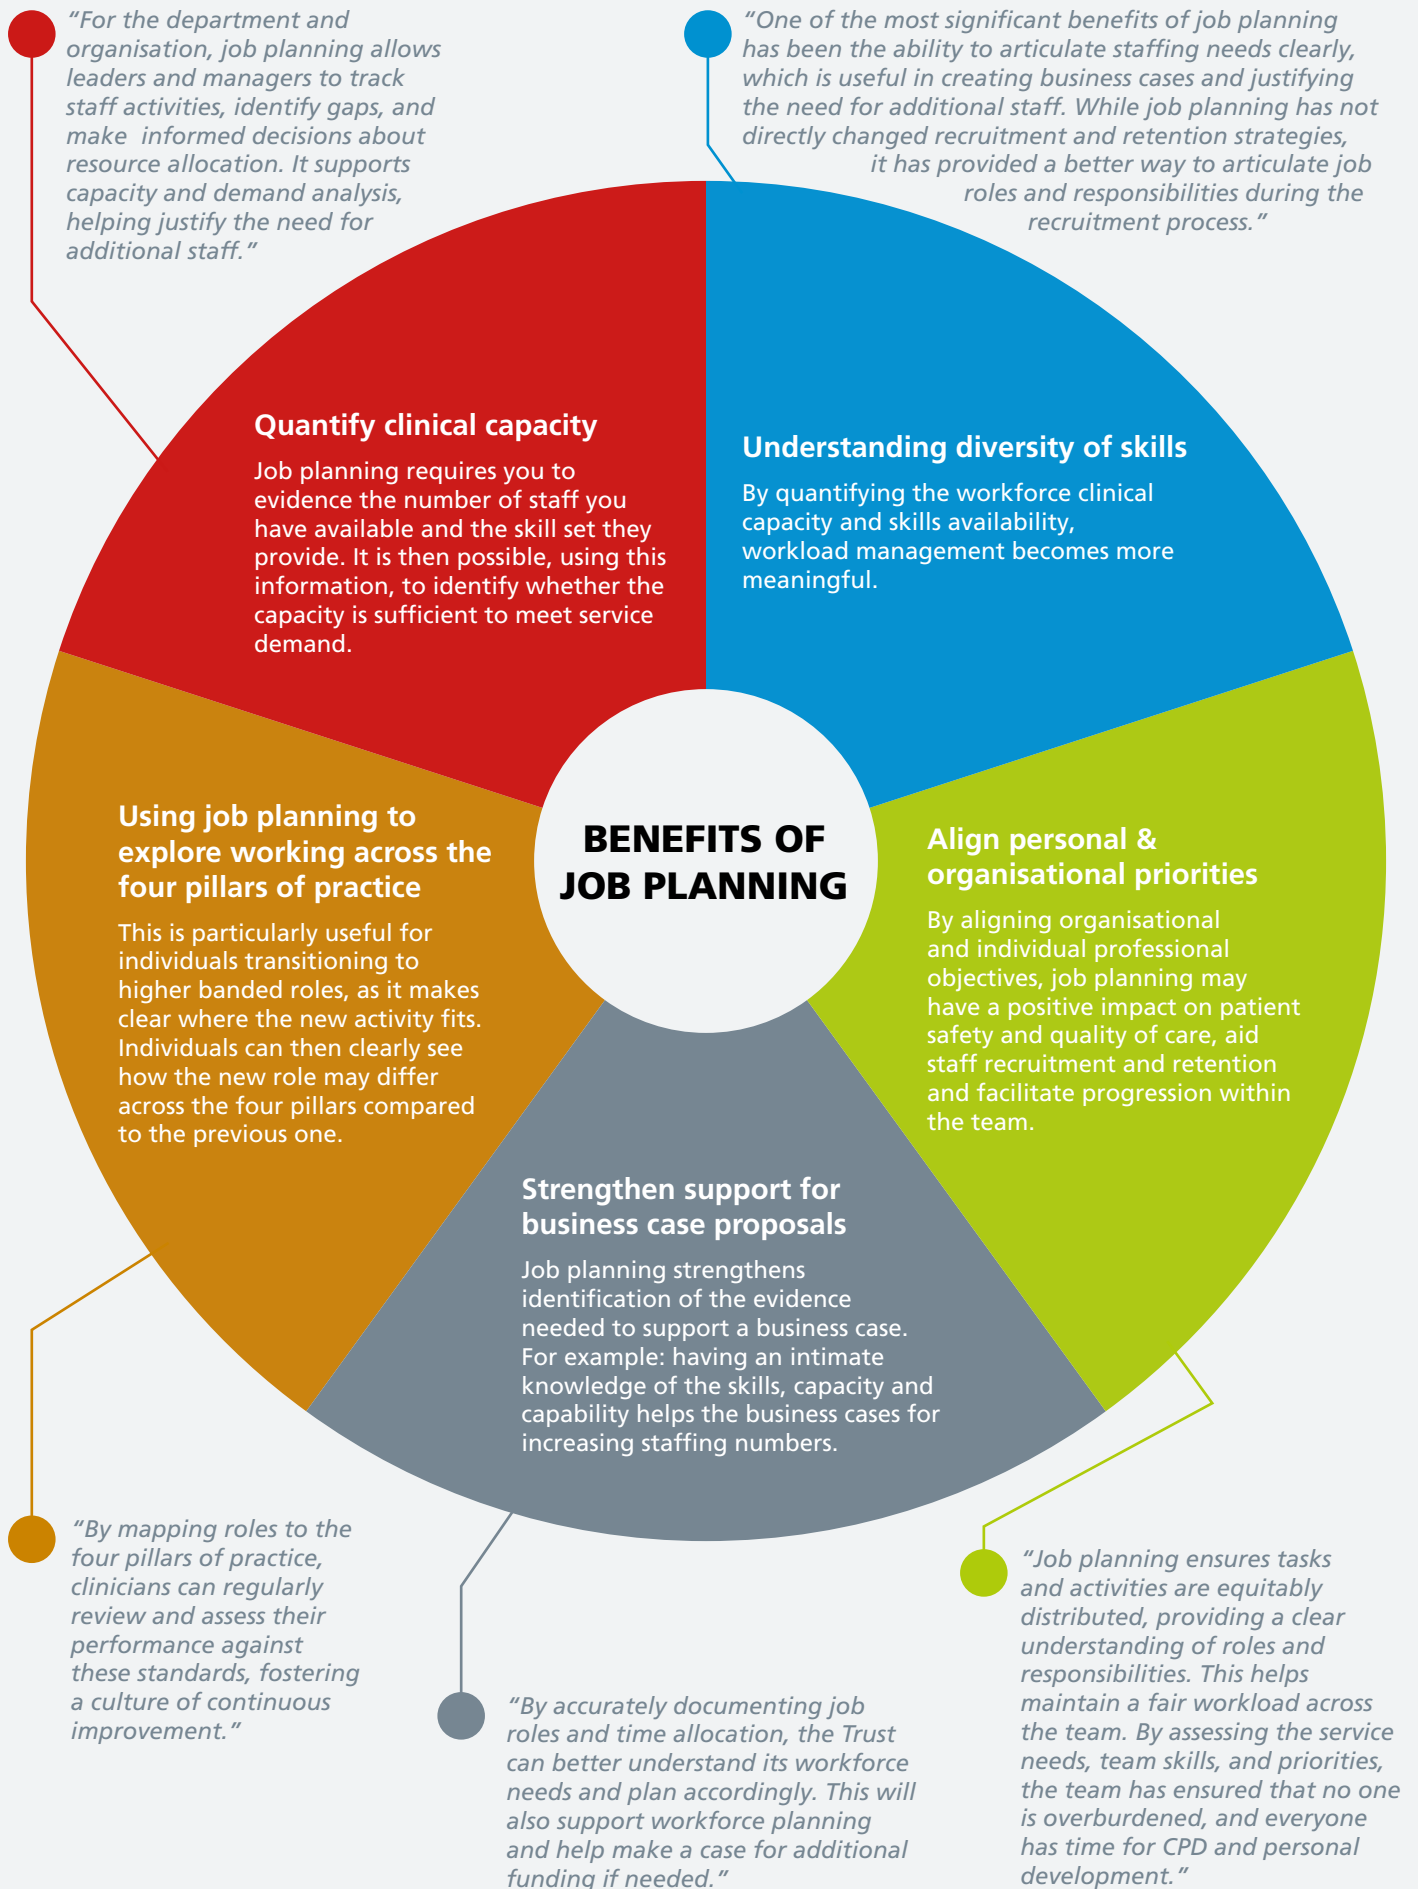 “For the department and
organisation, job planning allows
leaders and managers to track
staff activities, identify gaps, and
make informed decisions about
resource allocation. It supports
capacity and demand analysis,
helping justify the need for
additional staff.”
“One of the most significant benefits of job planning
has been the ability to articulate staffing needs clearly,
which is useful in creating business cases and justifying
the need for additional staff. While job planning has not
directly changed recruitment and retention strategies,
it has provided a better way to articulate job
roles and responsibilities during the
recruitment process.”
Quantify clinical capacity
Job planning requires you to
evidence the number of staff you
have available and the skill set they
provide. It is then possible, using this
information, to identify whether the
capacity is sufficient to meet service
demand.
Understanding diversity of skills
By quantifying the workforce clinical
capacity and skills availability,
workload management becomes more
meaningful.
Using job planning to
explore working across the
four pillars of practice
This is particularly useful for
individuals transitioning to
higher banded roles, as it makes
clear where the new activity fits.
Individuals can then clearly see
how the new role may differ
across the four pillars compared
to the previous one.
BENEFITS OF
JOB PLANNING
Align personal &
organisational priorities
By aligning organisational
and individual professional
objectives, job planning may
have a positive impact on patient
safety and quality of care, aid
staff recruitment and retention
and facilitate progression within
the team.
Strengthen support for
business case proposals
Job planning strengthens
identification of the evidence
needed to support a business case.
For example: having an intimate
knowledge of the skills, capacity and
capability helps the business cases for
increasing staffing numbers.
“By mapping roles to the
four pillars of practice,
clinicians can regularly
review and assess their
performance against
these standards, fostering
a culture of continuous
improvement.”
“By accurately documenting job
roles and time allocation, the Trust
can better understand its workforce
needs and plan accordingly. This will
also support workforce planning
and help make a case for additional
funding if needed.”
“Job planning ensures tasks
and activities are equitably
distributed, providing a clear
understanding of roles and
responsibilities. This helps
maintain a fair workload across
the team. By assessing the service
needs, team skills, and priorities,
the team has ensured that no one
is overburdened, and everyone
has time for CPD and personal
development.”